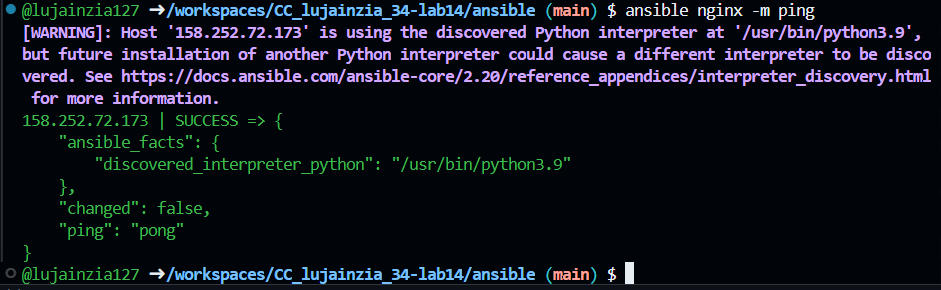 @lujainzia127 ➜/workspaces/CC_lujainzia_34-lab14/ansible (main) $ ansible nginx -m ping
[WARNING]: Host '158.252.72.173' is using the discovered Python interpreter at '/usr/bin/python3.9',
but future installation of another Python interpreter could cause a different interpreter to be disco
vered. See https://docs.ansible.com/ansible-core/2.20/reference_appendices/interpreter_discovery.html
 for more information.
158.252.72.173 | SUCCESS => {
    "ansible_facts": {
        "discovered_interpreter_python": "/usr/bin/python3.9"
    },
    "changed": false,
    "ping": "pong"
}
@lujainzia127 ➜/workspaces/CC_lujainzia_34-lab14/ansible (main) $